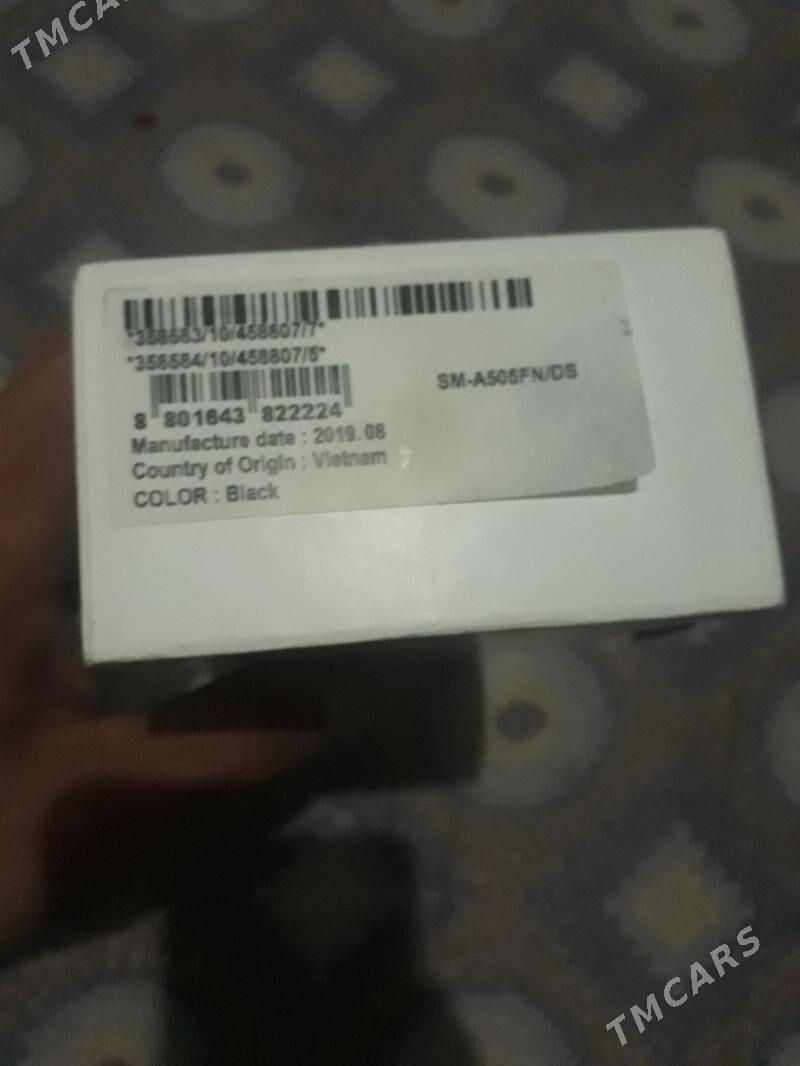 TMCARS
*358583/10/458807/7*
*358584/10/458807/5*
SM-A505FN/DS
8 801643 822224
Manufacture date : 2019.08
Country of Origin : Vietnam
COLOR : Black
TMCARS